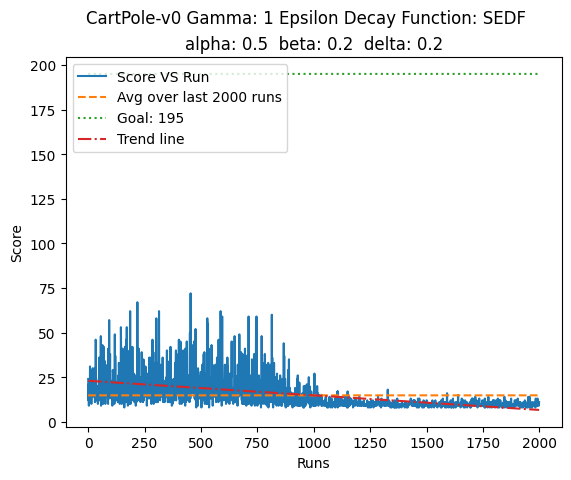 CartPole-v0 Gamma: 1 Epsilon Decay Function: SEDF
alpha: 0.5 beta: 0.2 delta: 0.2
200
175
150
125
100
75
50
25
0
Score
Score VS Run
Avg over last 2000 runs
Goal: 195
Trend line
0 250 500 750 1000 1250 1500 1750 2000
Runs